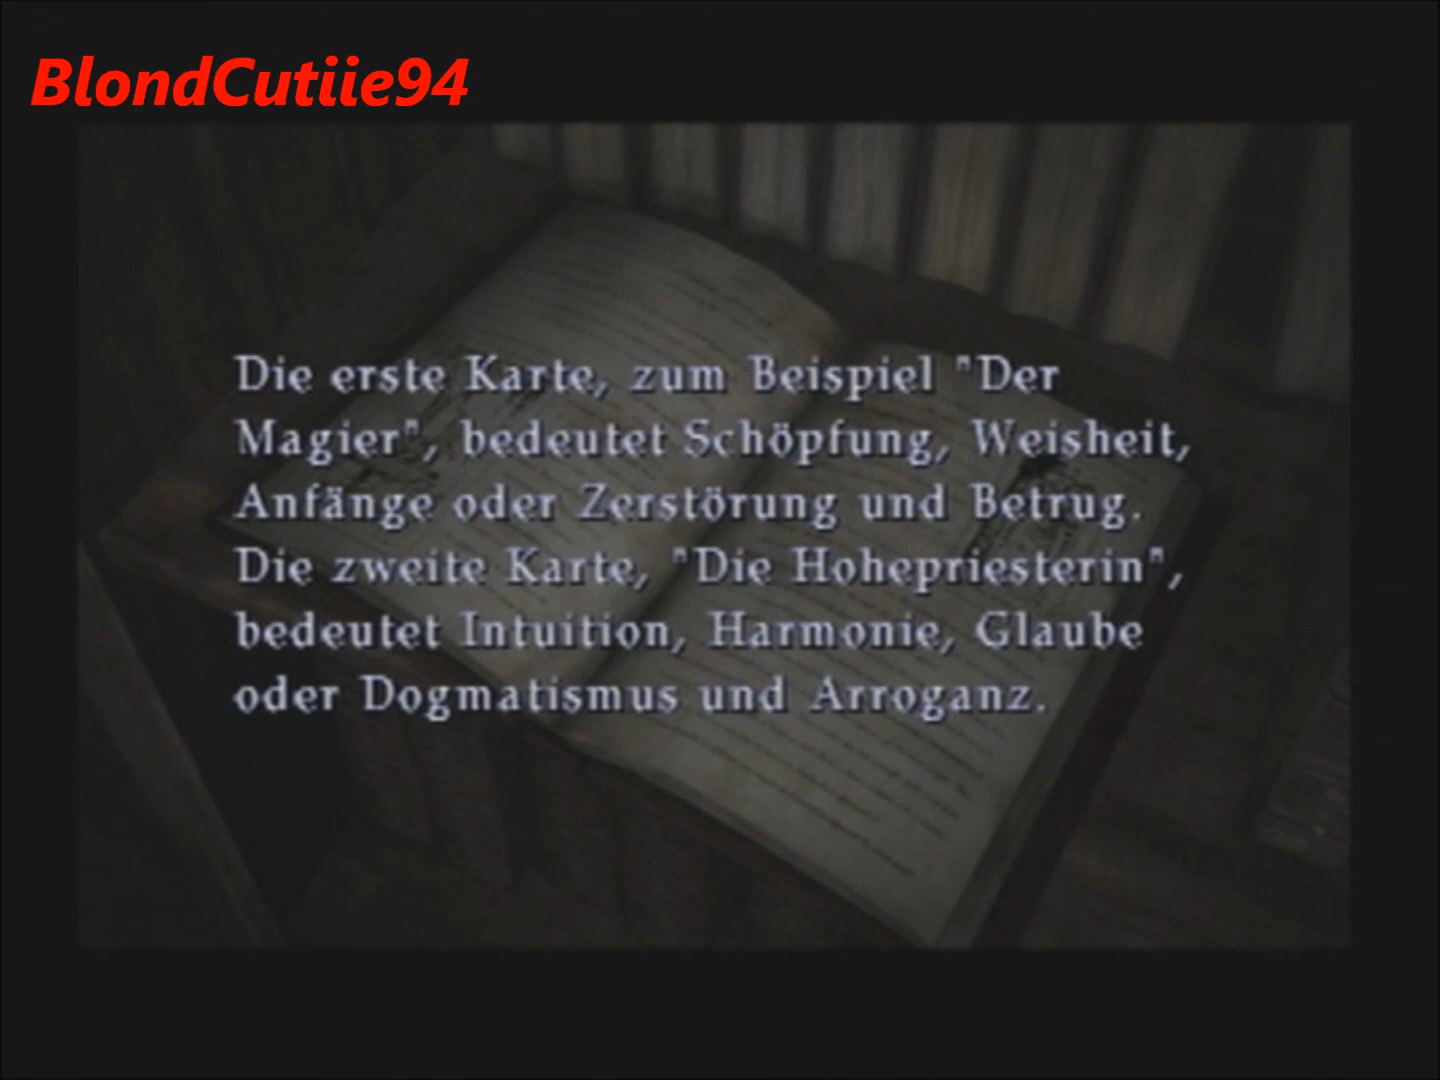 BlondCutiie94
Die erste Karte, zum Beispiel "Der
Magier", bedeutet Schöpfung, Weisheit,
Anfänge oder Zerstörung und Betrug.
Die zweite Karte, "Die Hohepriesterin",
bedeutet Intuition, Harmonie, Glaube
oder Dogmatismus und Arroganz.